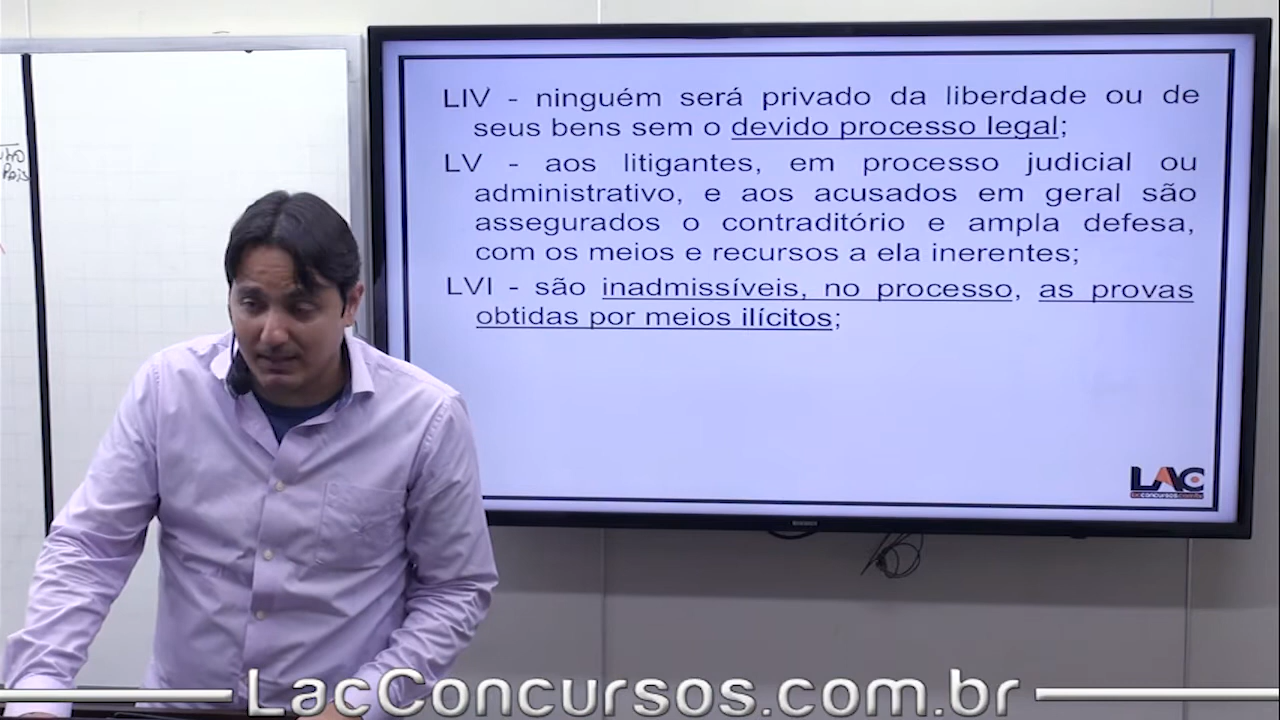 LIV - ninguém será privado da liberdade ou de
seus bens sem o devido processo legal;
LV - aos litigantes, em processo judicial ou
administrativo, e aos acusados em geral são
assegurados o contraditório e ampla defesa,
com os meios e recursos a ela inerentes;
LVI - são inadmissíveis, no processo, as provas
obtidas por meios ilícitos;
LAC
LacConcursos.com.br